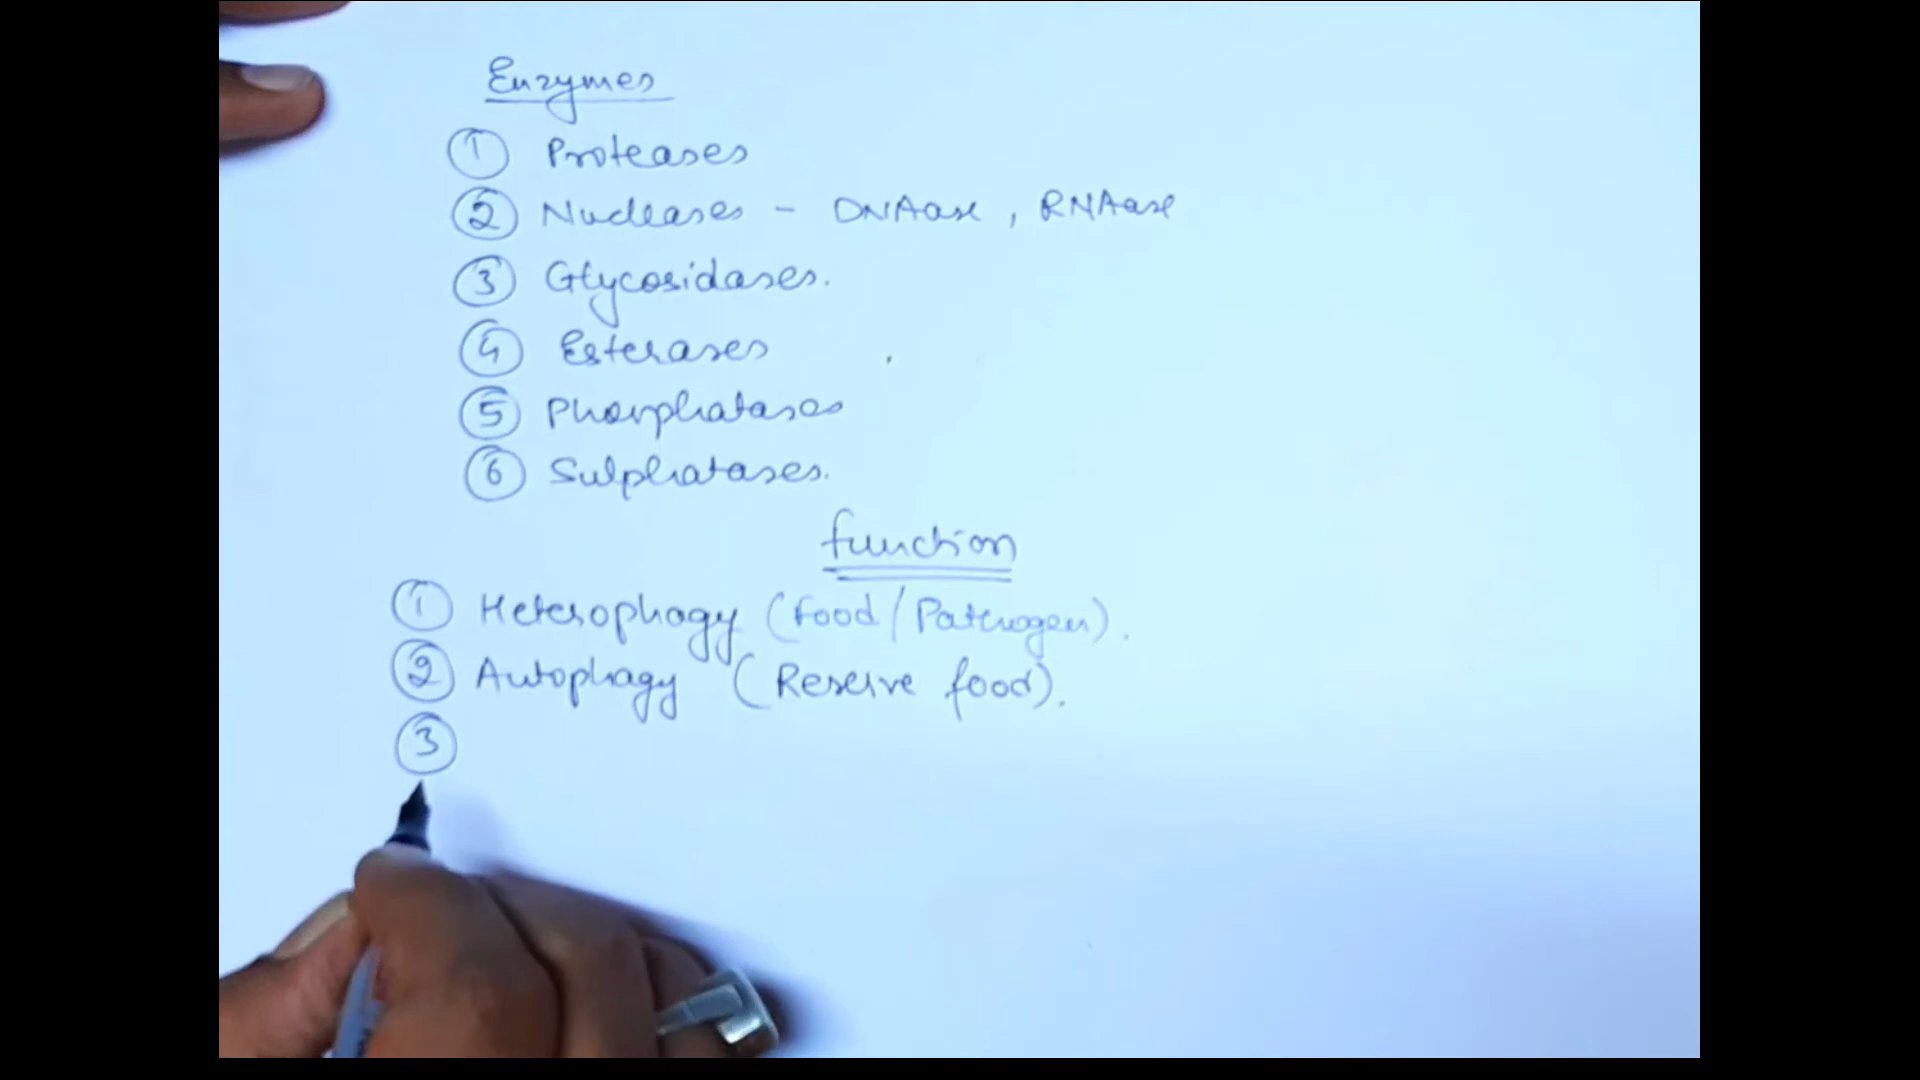 Enzymes
① Proteases
② Nucleases - DNAase, RNAase
③ Glycosidases.
④ Esterases
⑤ Phosphatases
⑥ Sulphatases.
function
① Heterophagy (Food/Pathogen).
② Autophagy (Reserve food).
③